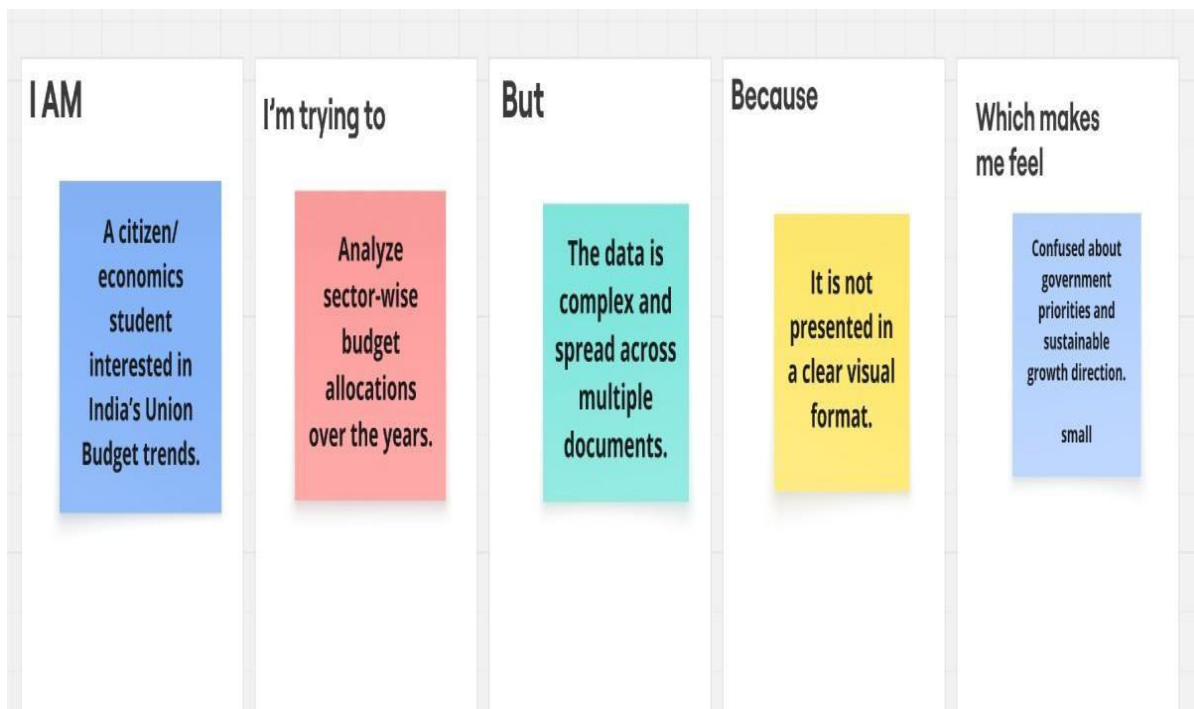 I AM
A citizen/
economics
student
interested in
India's Union
Budget trends.
I'm trying to
Analyze
sector-wise
budget
allocations
over the years.
But
The data is
complex and
spread across
multiple
documents.
Because
It is not
presented in
a clear visual
format.
Which makes
me feel
Confused about
government
priorities and
sustainable
growth direction.
small